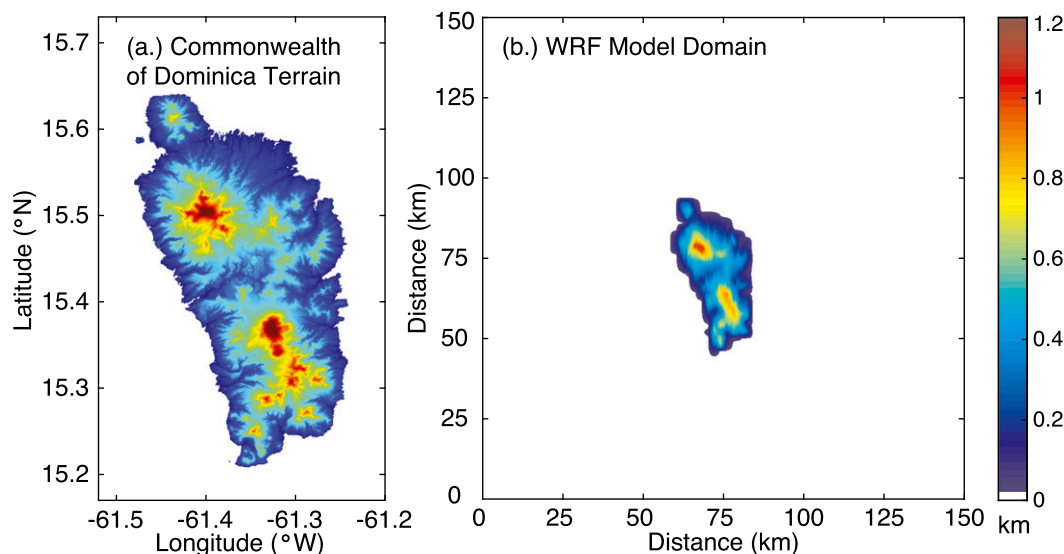 (a.) Commonwealth
of Dominica Terrain
15.7
15.6
15.5
15.4
15.3
15.2
Latitude (°N)
-61.5 -61.4 -61.3 -61.2
Longitude (°W)
(b.) WRF Model Domain
150
125
100
75
50
25
0
Distance (km)
0 25 50 75 100 125 150
Distance (km)
1.2
1
0.8
0.6
0.4
0.2
0
km